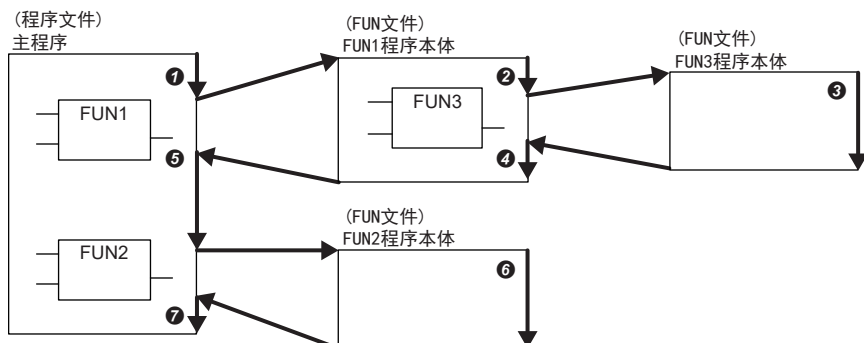 (程序文件)
主程序
❶
FUN1
❺
FUN2
❼
(FUN文件)
FUN1程序本体
❷
FUN3
❹
(FUN文件)
FUN3程序本体
❸
(FUN文件)
FUN2程序本体
❻